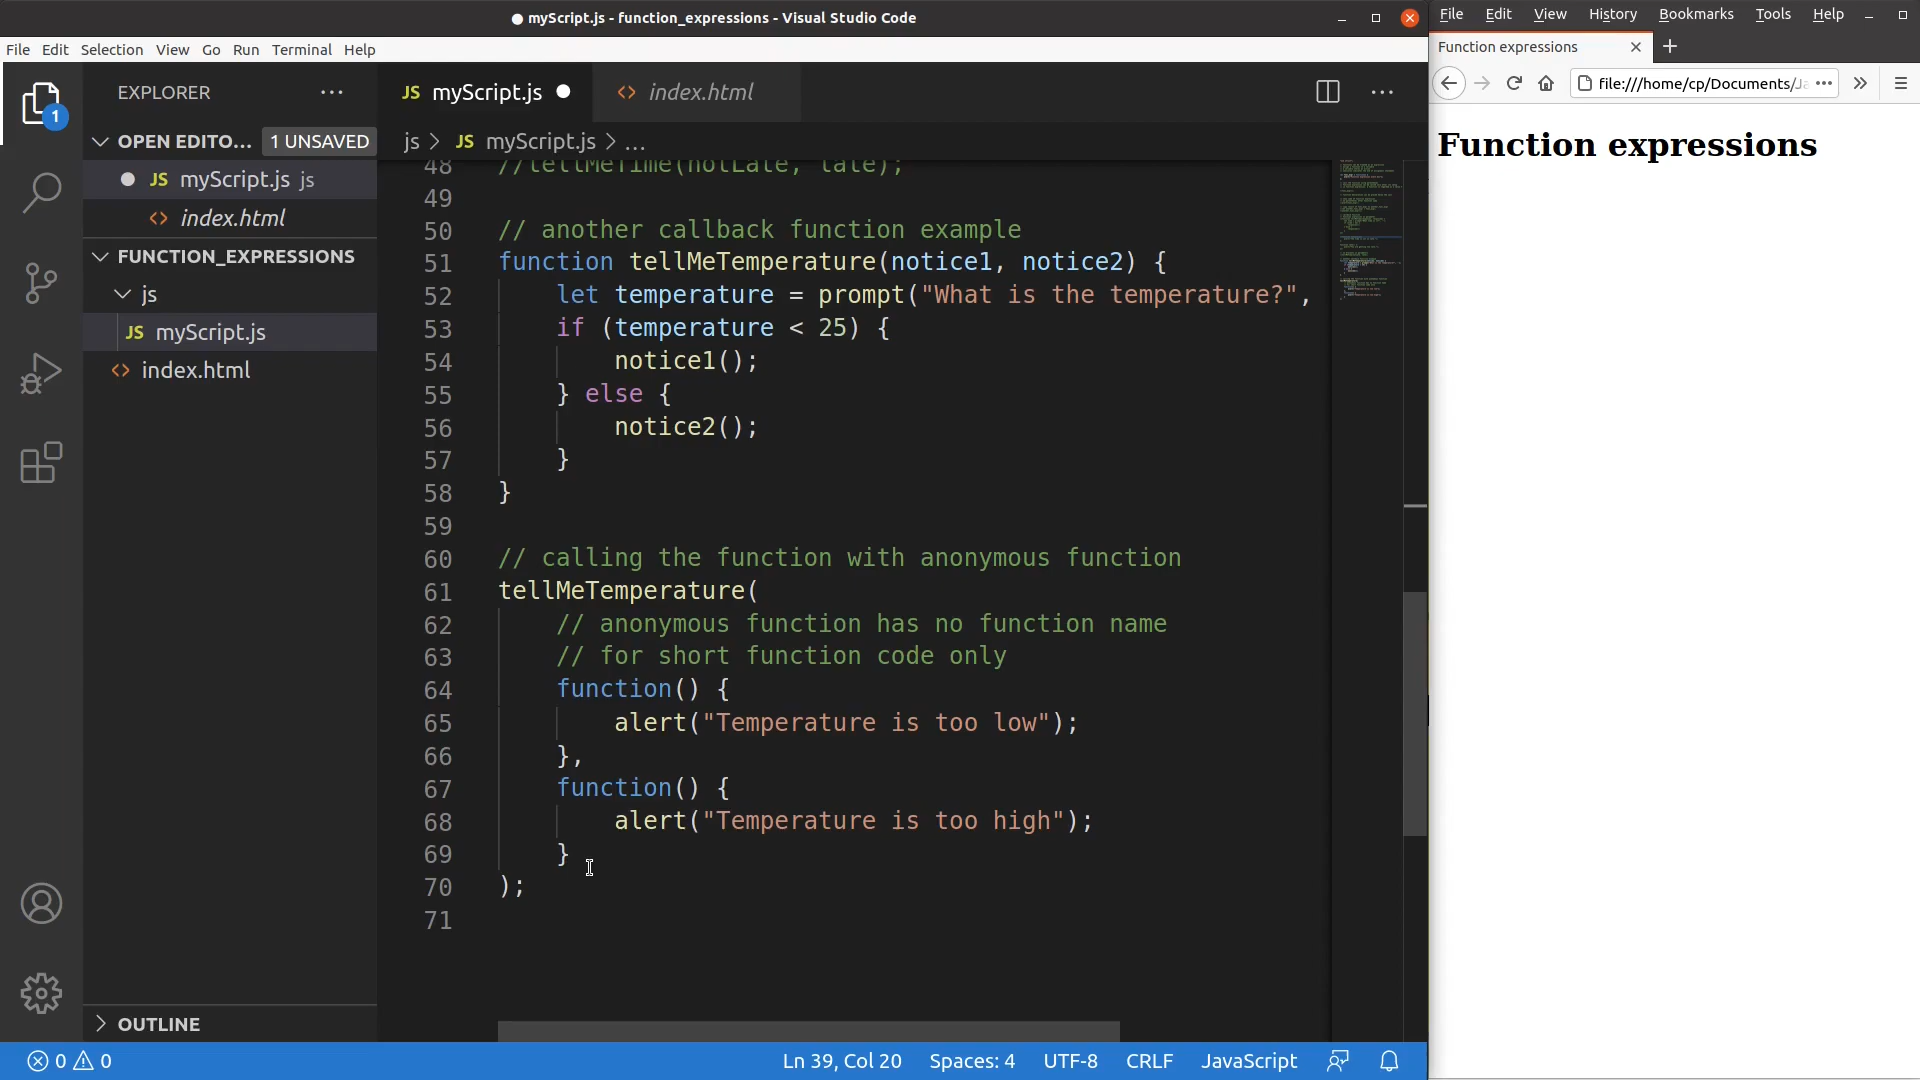 myScript.js - function_expressions - Visual Studio Code
File Edit Selection View Go Run Terminal Help
EXPLORER
OPEN EDITO... 1 UNSAVED
JS myScript.js js
index.html
FUNCTION_EXPRESSIONS
js
JS myScript.js
index.html
OUTLINE
1
JS myScript.js
index.html
js > JS myScript.js > ...
48 //tellMeTime(notLate, late);
49
50 // another callback function example
51 function tellMeTemperature(notice1, notice2) {
52 let temperature = prompt("What is the temperature?",
53 if (temperature < 25) {
54 notice1();
55 } else {
56 notice2();
57 }
58 }
59
60 // calling the function with anonymous function
61 tellMeTemperature(
62 // anonymous function has no function name
63 // for short function code only
64 function() {
65 alert("Temperature is too low");
66 },
67 function() {
68 alert("Temperature is too high");
69 }
70 );
71
0 0
Ln 39, Col 20 Spaces: 4 UTF-8 CRLF JavaScript
File Edit View History Bookmarks Tools Help
Function expressions
file:///home/cp/Documents/Ja
Function expressions